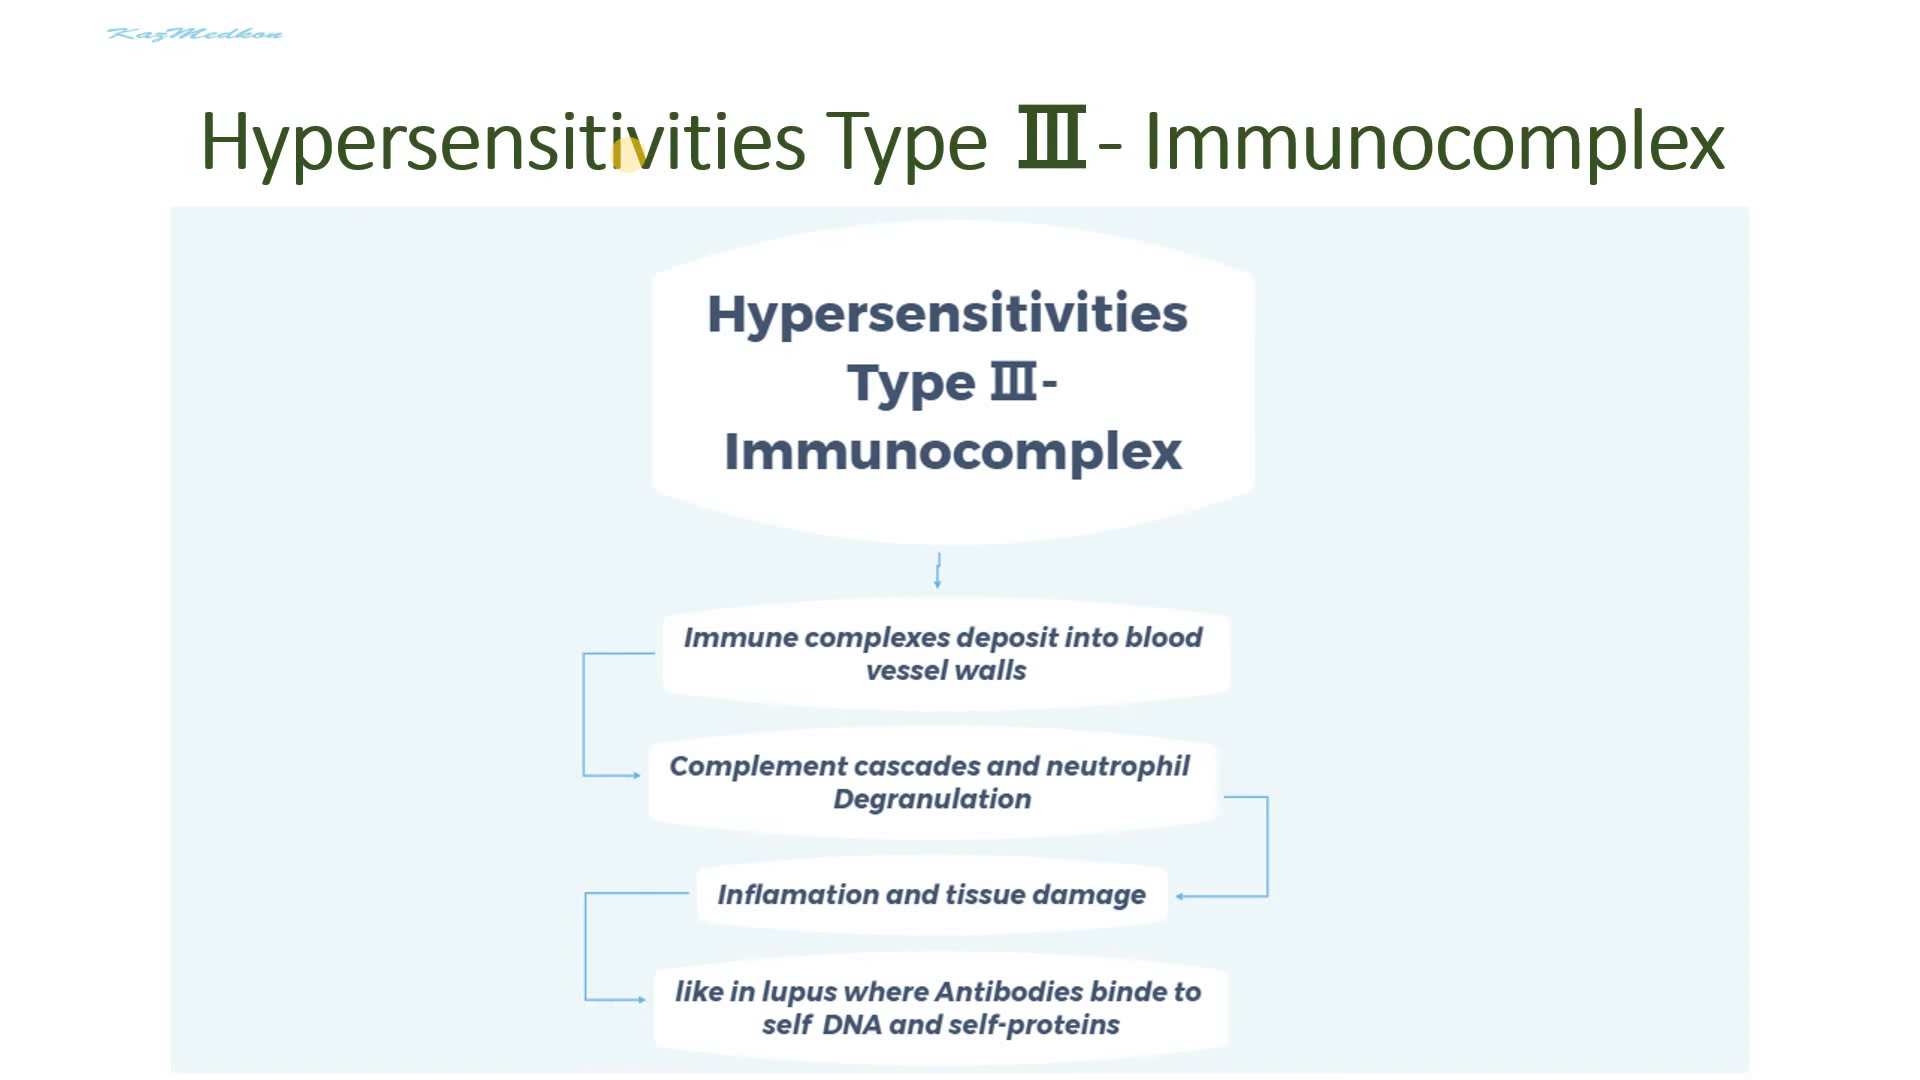 KazMedkon
Hypersensitivities Type Ⅲ- Immunocomplex
Hypersensitivities
Type Ⅲ-
Immunocomplex
Immune complexes deposit into blood
vessel walls
Complement cascades and neutrophil
Degranulation
Inflamation and tissue damage
like in lupus where Antibodies binde to
self DNA and self-proteins